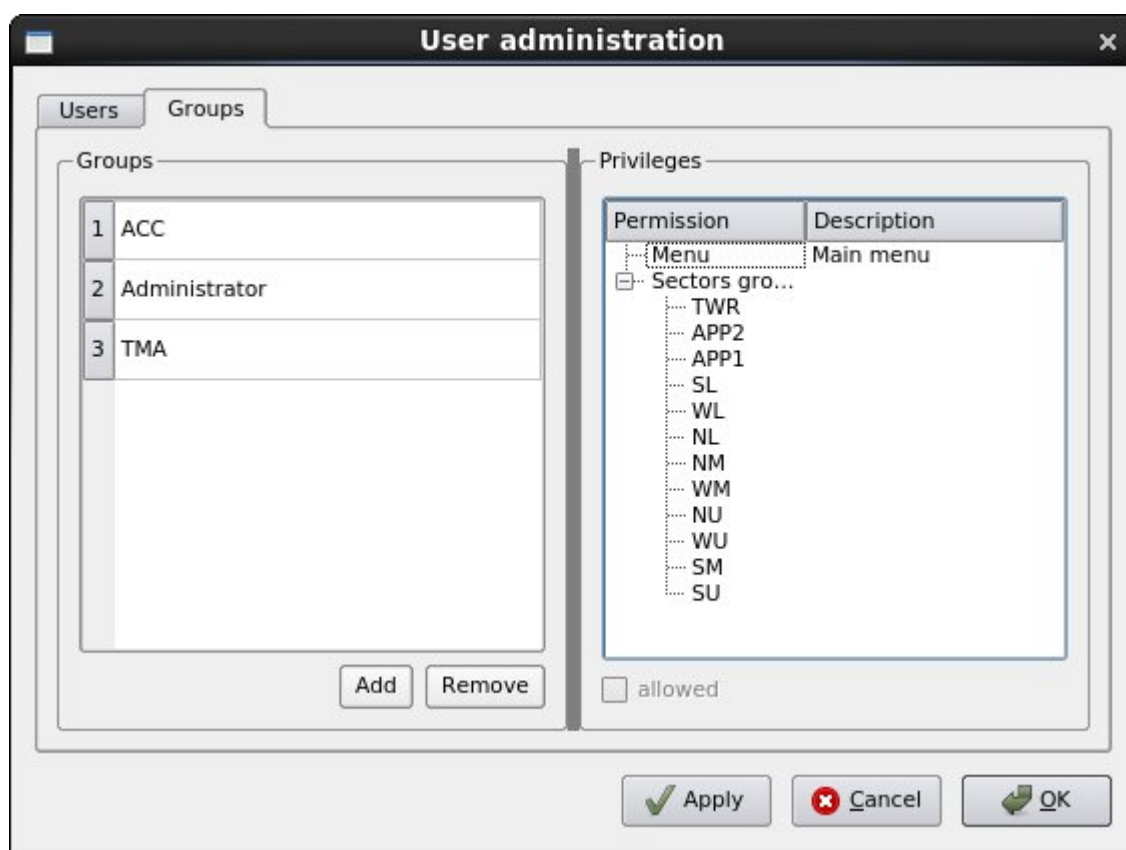 User administration
Users Groups
Groups
1 ACC
2 Administrator
3 TMA
Add Remove
Privileges
Permission Description
Menu Main menu
Sectors gro...
TWR
APP2
APP1
SL
WL
NL
NM
WM
NU
WU
SM
SU
allowed
Apply Cancel OK